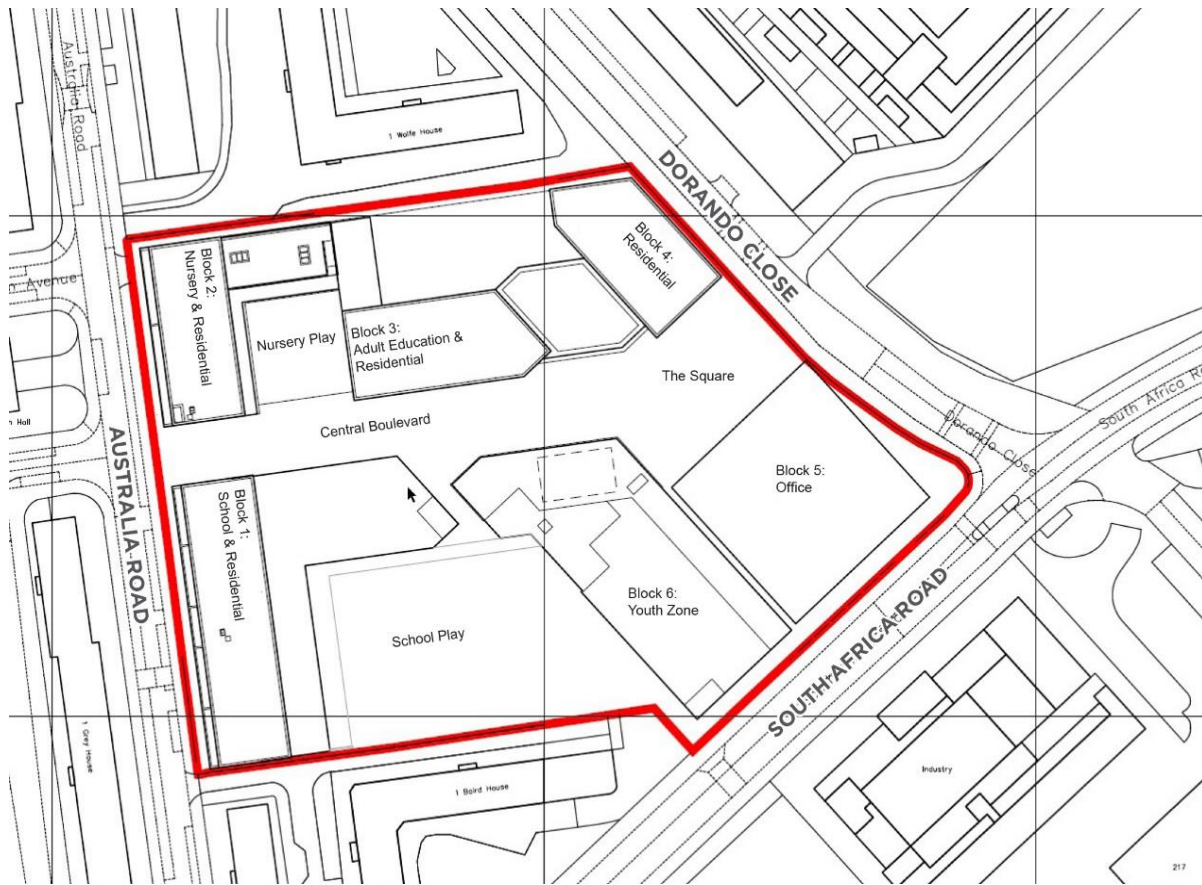 Australia Road
1 Wolfe House
DORANDO CLOSE
Block 4:
Residential
Block 2:
Nursery & Residential
Avenue
Nursery Play
Block 3:
Adult Education &
Residential
The Square
South Africa
Dorando Close
Hall
Central Boulevard
AUSTRALIA ROAD
Block 5:
Office
Block 1:
School & Residential
Block 6:
Youth Zone
School Play
SOUTH AFRICA ROAD
1 Grey House
1 Baird House
Industry
217